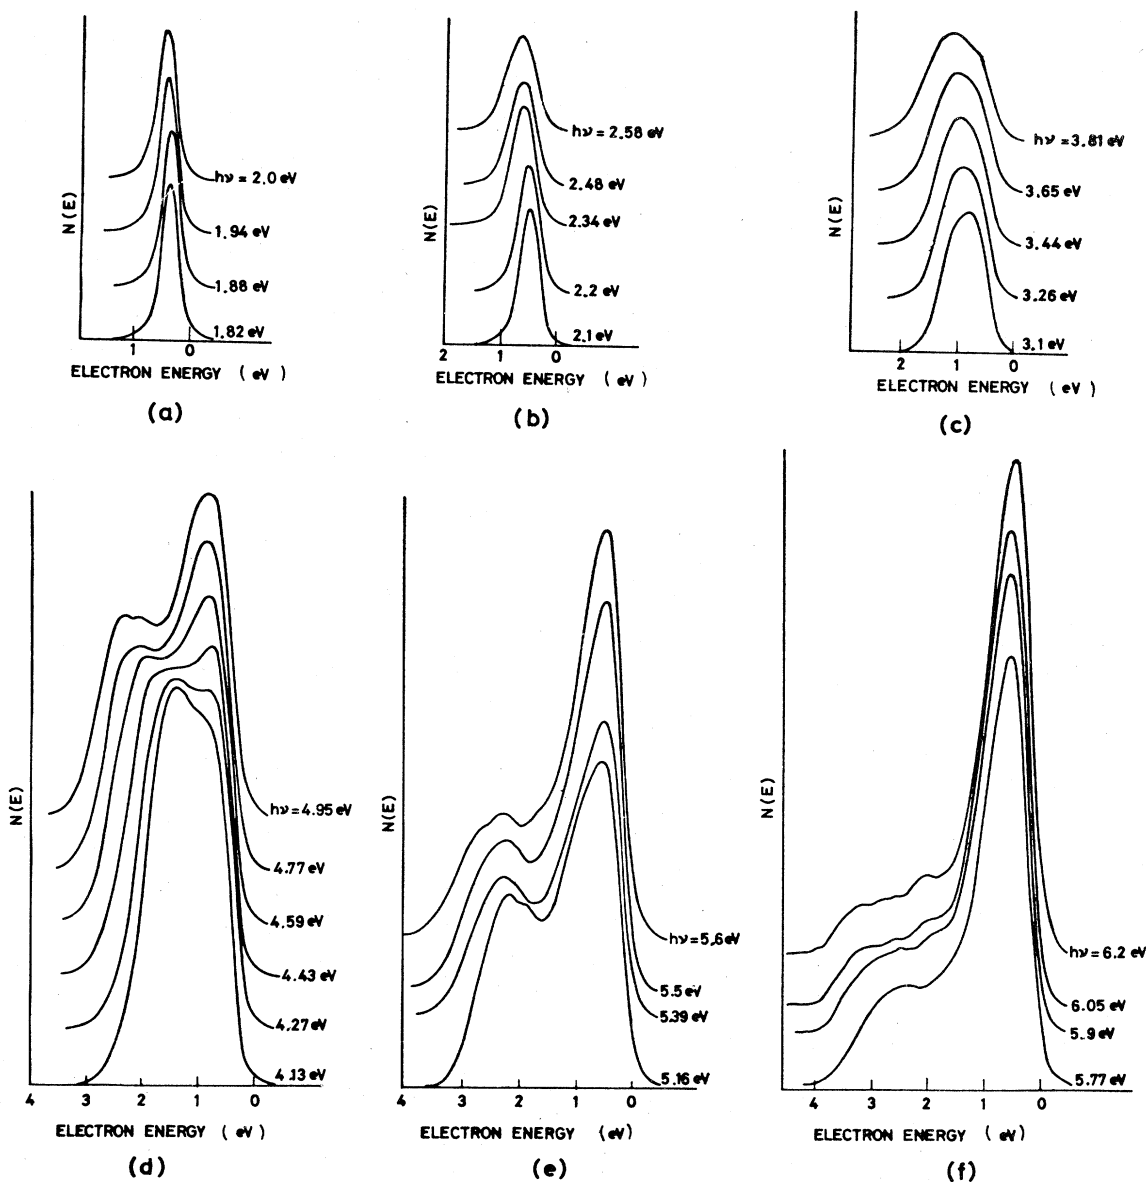 N(E)
hν = 2.0 eV
1.94 eV
1.88 eV
1.82 eV
1 0
ELECTRON ENERGY ( eV )
(a)
N(E)
hν = 2.58 eV
2.48 eV
2.34 eV
2.2 eV
2.1 eV
2 1 0
ELECTRON ENERGY ( eV )
(b)
N(E)
hν = 3.81 eV
3.65 eV
3.44 eV
3.26 eV
3.1 eV
2 1 0
ELECTRON ENERGY ( eV )
(c)
N(E)
hν = 4.95 eV
4.77 eV
4.59 eV
4.43 eV
4.27 eV
4.13 eV
4 3 2 1 0
ELECTRON ENERGY ( eV )
(d)
N(E)
hν = 5.6 eV
5.5 eV
5.39 eV
5.16 eV
4 3 2 1 0
ELECTRON ENERGY (eV)
(e)
N(E)
hν = 6.2 eV
6.05 eV
5.9 eV
5.77 eV
4 3 2 1 0
ELECTRON ENERGY ( eV )
(f)